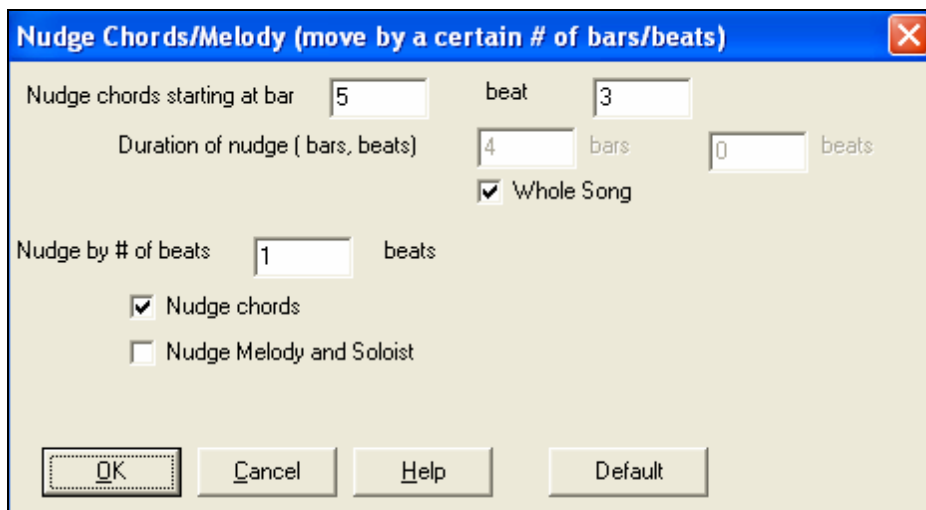 Nudge Chords/Melody (move by a certain # of bars/beats)
Nudge chords starting at bar 5 beat 3
Duration of nudge ( bars, beats) 4 bars 0 beats
Whole Song
Nudge by # of beats 1 beats
Nudge chords
Nudge Melody and Soloist
OK Cancel Help Default